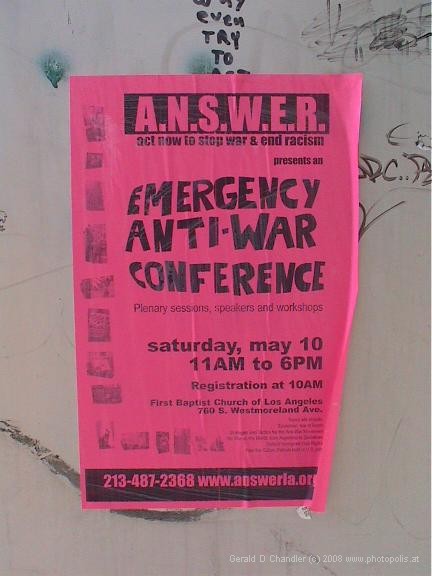 WHY
EVEN
TRY
TO
A.N.S.W.E.R.
act now to stop war & end racism
presents an
EMERGENCY
ANTI-WAR
CONFERENCE
Plenary sessions, speakers and workshops
saturday, may 10
11AM to 6PM
Registration at 10AM
First Baptist Church of Los Angeles
760 S. Westmoreland Ave.
213-487-2368 www.answerla.org
Gerald D Chandler (c) 2008 www.photopolis.at